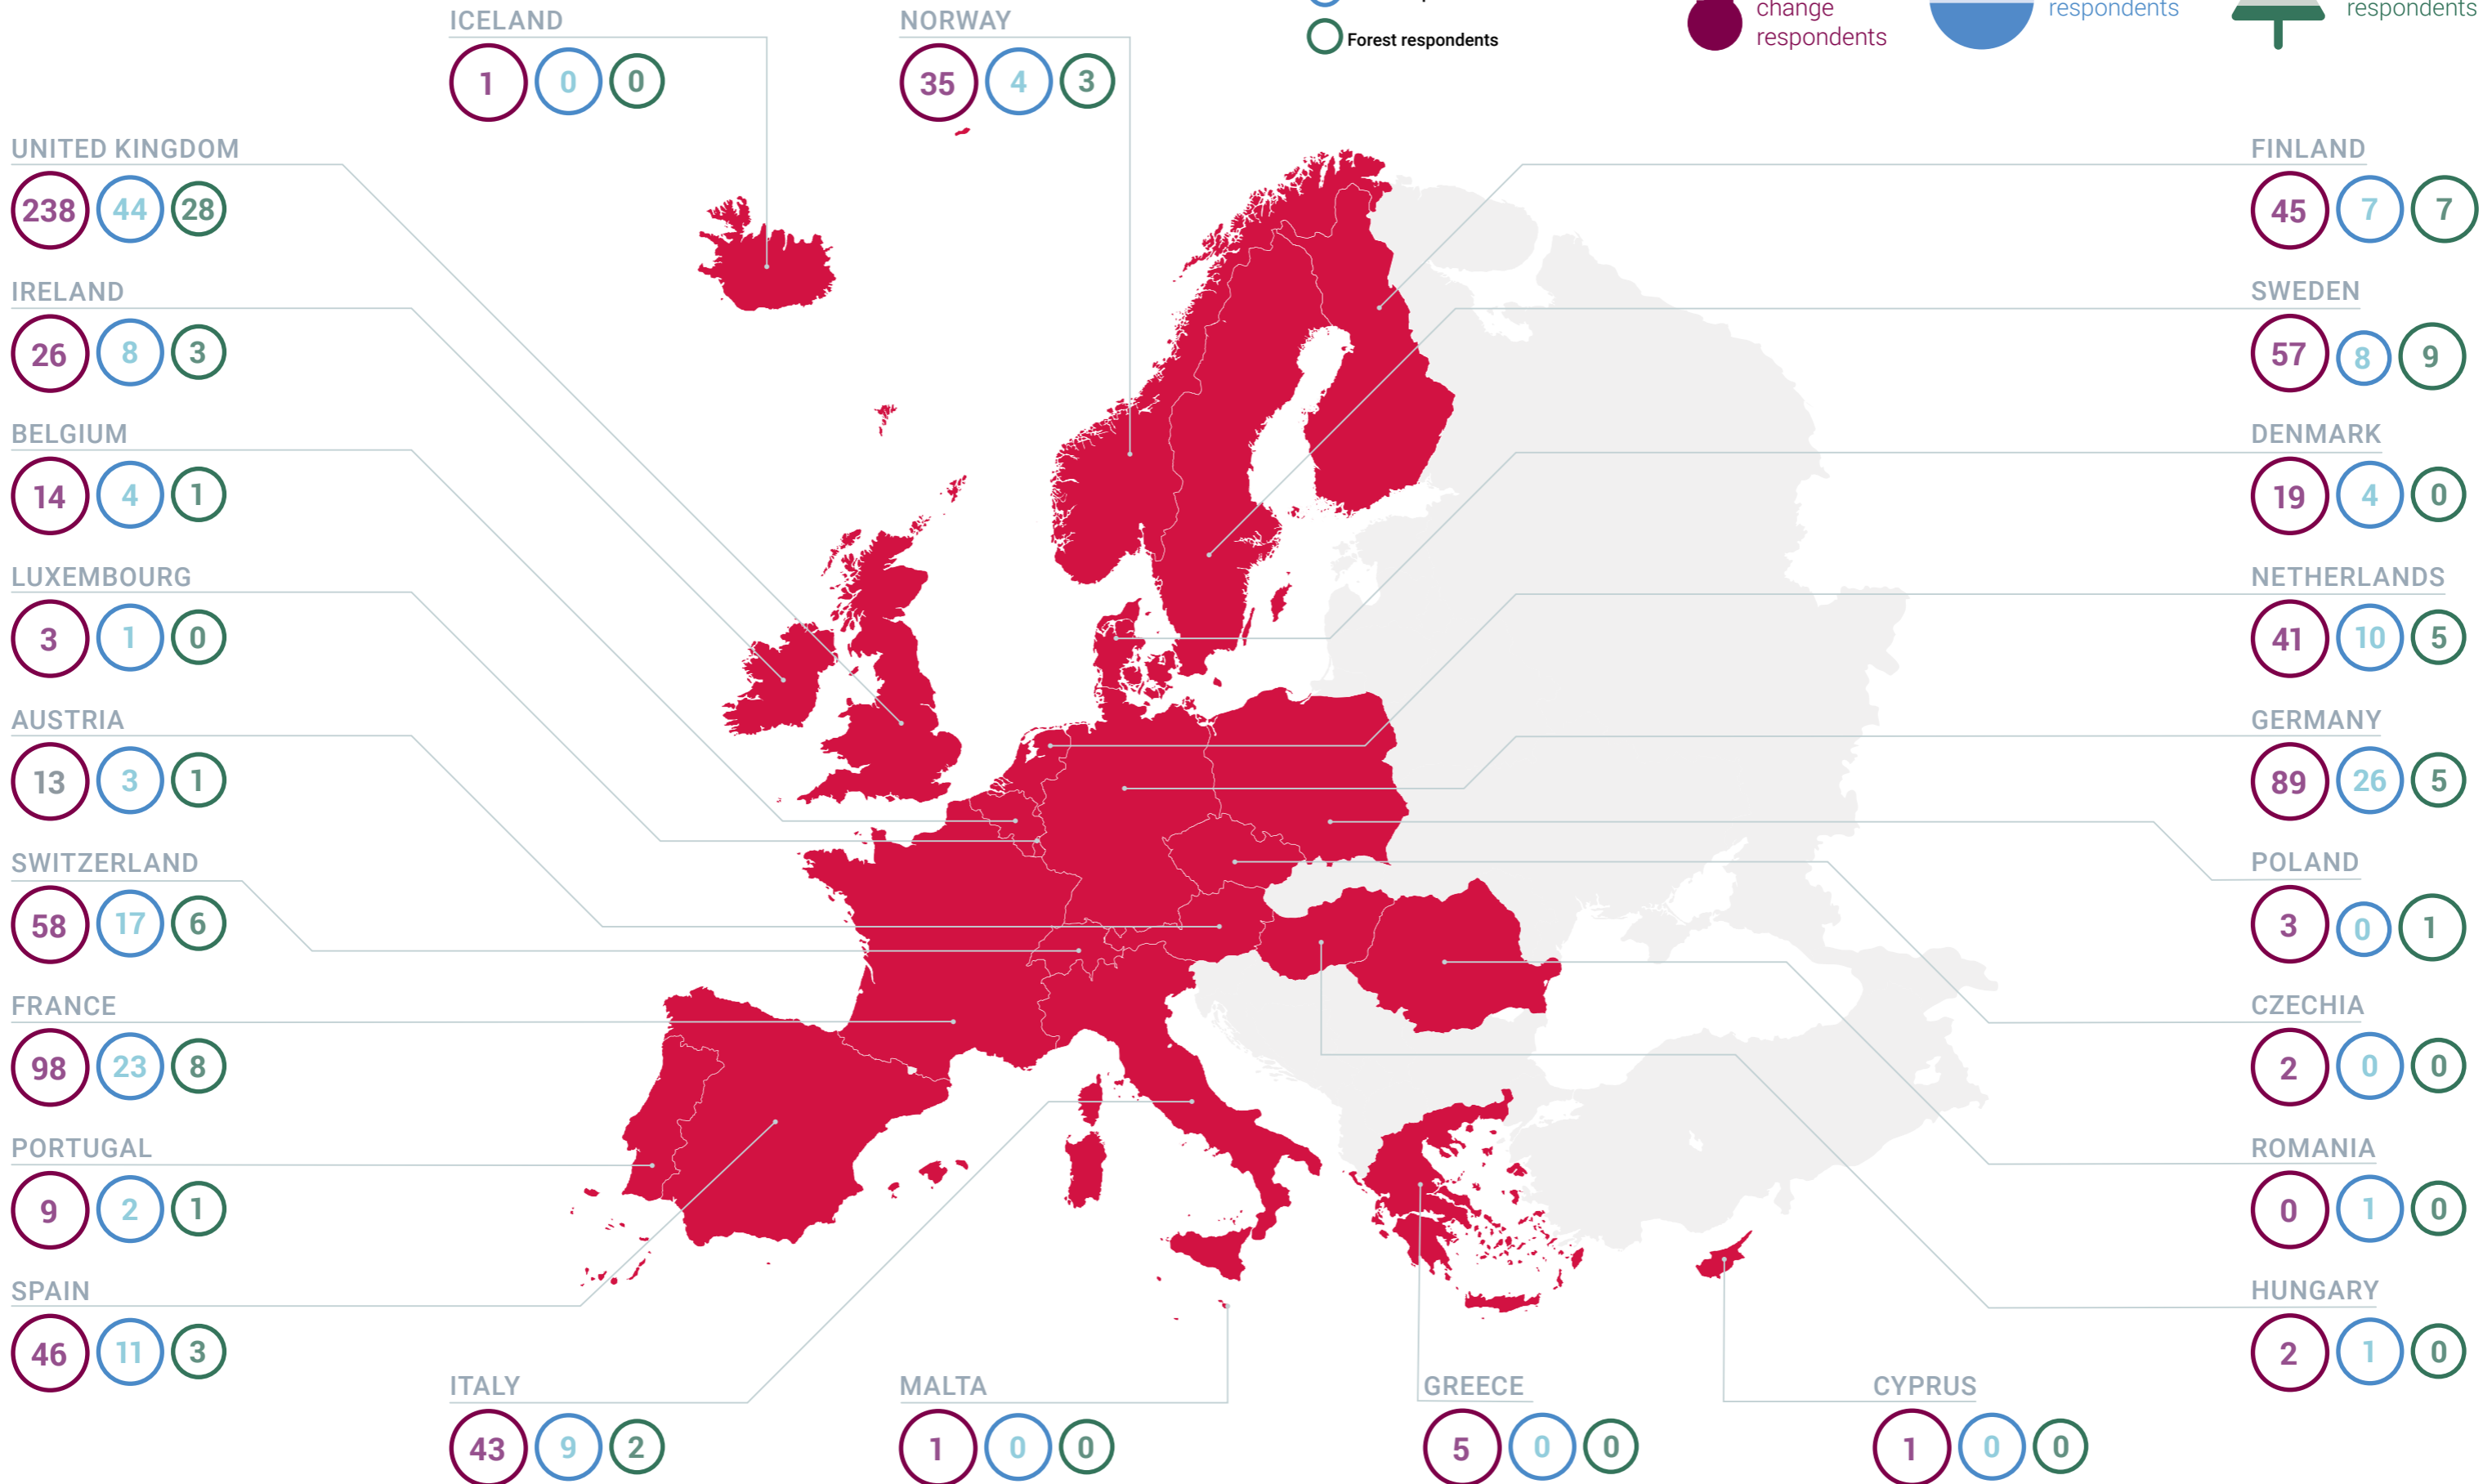 change
respondents
respondents
respondents
Forest respondents
ICELAND
1 0 0
NORWAY
35 4 3
UNITED KINGDOM
238 44 28
IRELAND
26 8 3
BELGIUM
14 4 1
LUXEMBOURG
3 1 0
AUSTRIA
13 3 1
SWITZERLAND
58 17 6
FRANCE
98 23 8
PORTUGAL
9 2 1
SPAIN
46 11 3
ITALY
43 9 2
MALTA
1 0 0
GREECE
5 0 0
CYPRUS
1 0 0
FINLAND
45 7 7
SWEDEN
57 8 9
DENMARK
19 4 0
NETHERLANDS
41 10 5
GERMANY
89 26 5
POLAND
3 0 1
CZECHIA
2 0 0
ROMANIA
0 1 0
HUNGARY
2 1 0